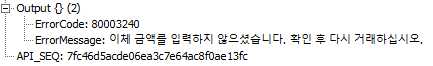 Output {} (2)
ErrorCode: 80003240
ErrorMessage: 이체 금액을 입력하지 않으셨습니다. 확인 후 다시 거래하십시오.
API_SEQ: 7fc46d5acde06ea3c7e64ac8f0ae13fc